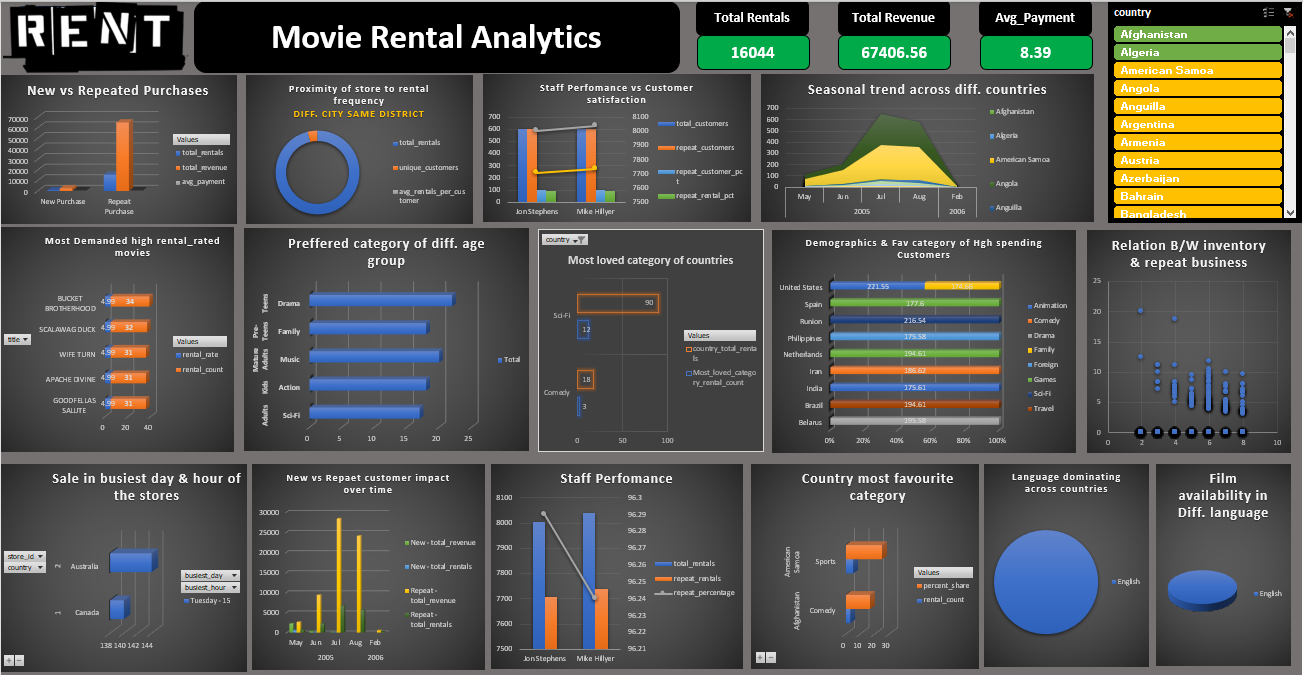 RENT
Movie Rental Analytics
Total Rentals
16044
Total Revenue
67406.56
Avg_Payment
8.39
country
Afghanistan
Algeria
American Samoa
Angola
Anguilla
Argentina
Armenia
Austria
Azerbaijan
Bahrain
Bangladesh
New vs Repeated Purchases
70000
60000
50000
40000
30000
20000
10000
0
New Purchase
Repeat
Purchase
Values
total_rentals
total_revenue
avg_payment
Proximity of store to rental
frequency
DIFF. CITY SAME DISTRICT
total_rentals
unique_customers
avg_rentals_per_cus
tomer
Staff Perfomance vs Customer
satisfaction
700
600
500
400
300
200
100
0
8100
8000
7900
7800
7700
7600
7500
Jon Stephens
Mike Hillyer
total_customers
repeat_customers
repeat_customer_pc
t
repeat_rental_pct
Seasonal trend across diff. countries
700
600
500
400
300
200
100
0
May
Jun
Jul
Aug
Feb
2005
2006
Afghanistan
Algeria
American Samoa
Angola
Anguilla
Most Demanded high rental_rated
movies
title
BUCKET
BROTHERHOOD
SCALAWAG DUCK
WIFE TURN
APACHE DIVINE
GOODFELLAS
SALUTE
4.99 34
4.99 32
4.99 31
4.99 31
4.99 31
0 20 40
Values
rental_rate
rental_count
Preffered category of diff. age
group
Teens
Drama
Pre-
Teens
Family
Mature
Adults
Music
Kids
Action
Adults
Sci-Fi
0 5 10 15 20 25
Total
country
Most loved category of countries
Sci-Fi
90
12
Comedy
18
3
0 50 100
Values
country_total_renta
ls
Most_loved_catego
ry_rental_count
Demographics & Fav category of Hgh spending
Customers
United States
221.55
Spain
177.6
Runion
216.54
Philippines
175.58
Netherlands
194.61
Iran
186.62
India
175.61
Brazil
194.61
Belarus
0% 20% 40% 60% 80% 100%
Animation
Comedy
Drama
Family
Foreign
Games
Sci-Fi
Travel
Relation B/W inventory
& repeat business
25
20
15
10
5
0
0 2 4 6 8 10
Sale in busiest day & hour of
the stores
store_id
country
2
Australia
1
Canada
138 140 142 144
busiest_day
busiest_hour
Tuesday - 15
New vs Repaet customer impact
over time
30000
25000
20000
15000
10000
5000
0
May
Jun
Jul
Aug
Feb
2005
2006
New - total_revenue
New - total_rentals
Repeat -
total_revenue
Repeat -
total_rentals
Staff Perfomance
8100
8000
7900
7800
7700
7600
7500
96.3
96.29
96.28
96.27
96.26
96.25
96.24
96.23
96.22
96.21
Jon Stephens
Mike Hillyer
total_rentals
repeat_rentals
repeat_percentage
Country most favourite
category
American
Samoa
Sports
Afghanistan
Comedy
0 10 20 30
Values
percent_share
rental_count
Language dominating
across countries
English
Film
availability in
Diff. language
English